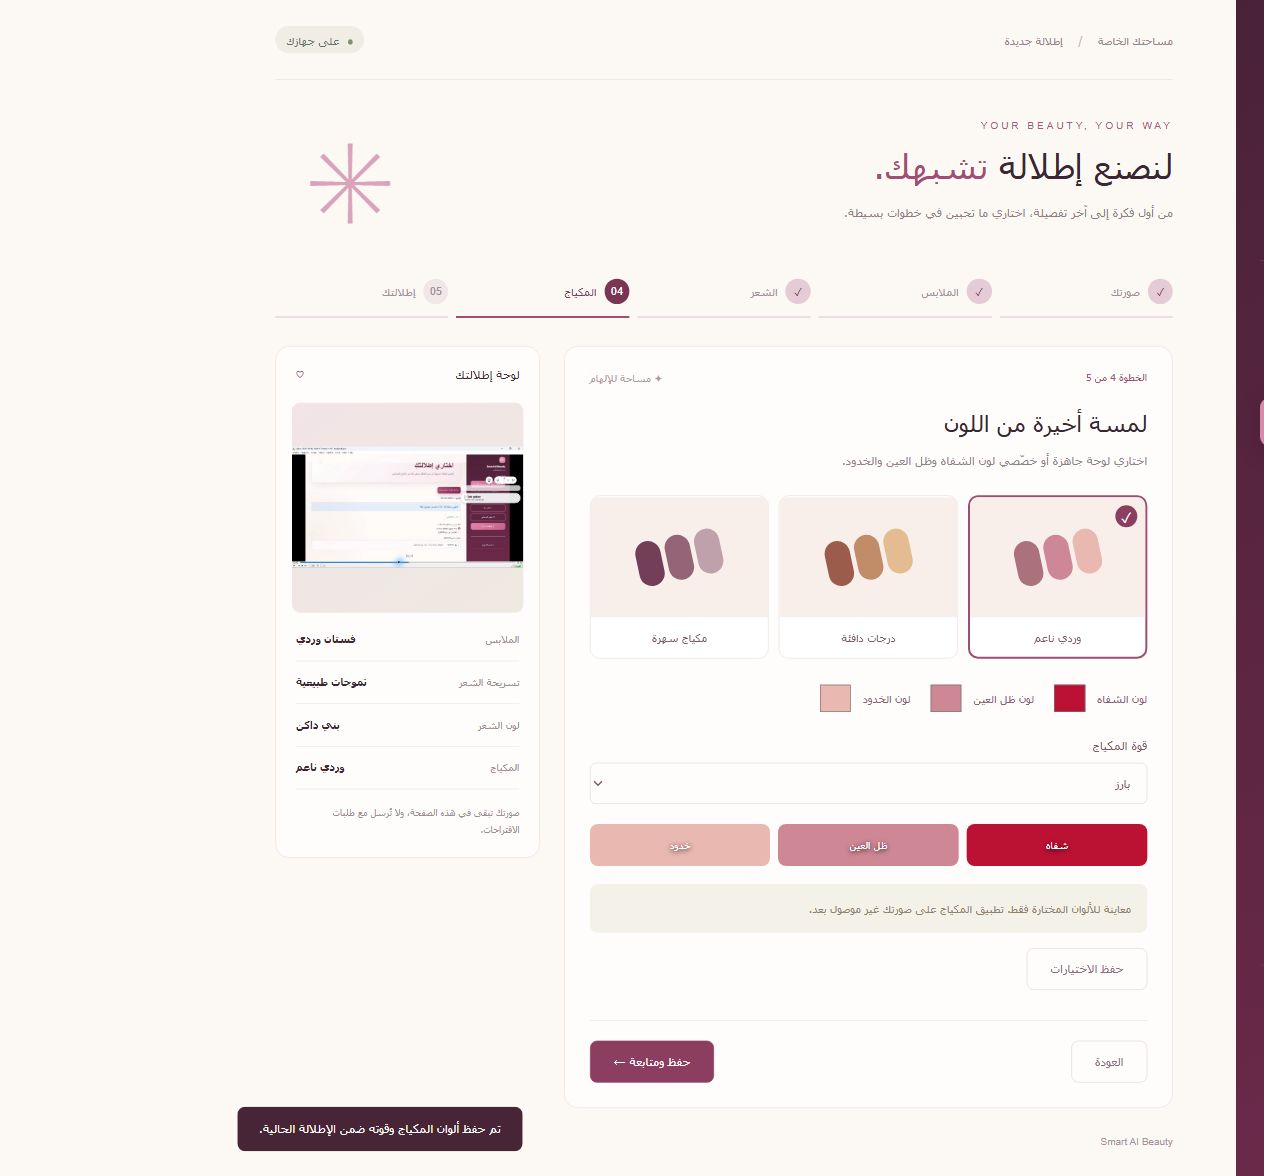 مساحتك الخاصة / إطلالة جديدة
على جهازك
YOUR BEAUTY, YOUR WAY
لنصنع إطلالة تشبهك.
من أول فكرة إلى آخر تفصيلة، اختاري ما تحبين في خطوات بسيطة.
✓ صورتك
✓ الملابس
✓ الشعر
04 المكياج
05 إطلالتك
الخطوة 4 من 5
✦ مساحة للإلهام
لمسة أخيرة من اللون
اختاري لوحة جاهزة أو خصّصي لون الشفاه وظل العين والخدود.
وردي ناعم
درجات دافئة
مكياج سهرة
لون الشفاه
لون ظل العين
لون الخدود
قوة المكياج
بارز
شفاه
ظل العين
خدود
معاينة للألوان المختارة فقط. تطبيق المكياج على صورتك غير موصول بعد.
حفظ الاختيارات
العودة
حفظ ومتابعة ←
لوحة إطلالتك ♡
اختاري إطلالتك
الملابس فستان وردي
تسريحة الشعر تموجات طبيعية
لون الشعر بني داكن
المكياج وردي ناعم
صورتك تبقى في هذه الصفحة، ولا تُرسل مع طلبات
الاقتراحات.
تم حفظ ألوان المكياج وقوته ضمن الإطلالة الحالية.
Smart AI Beauty